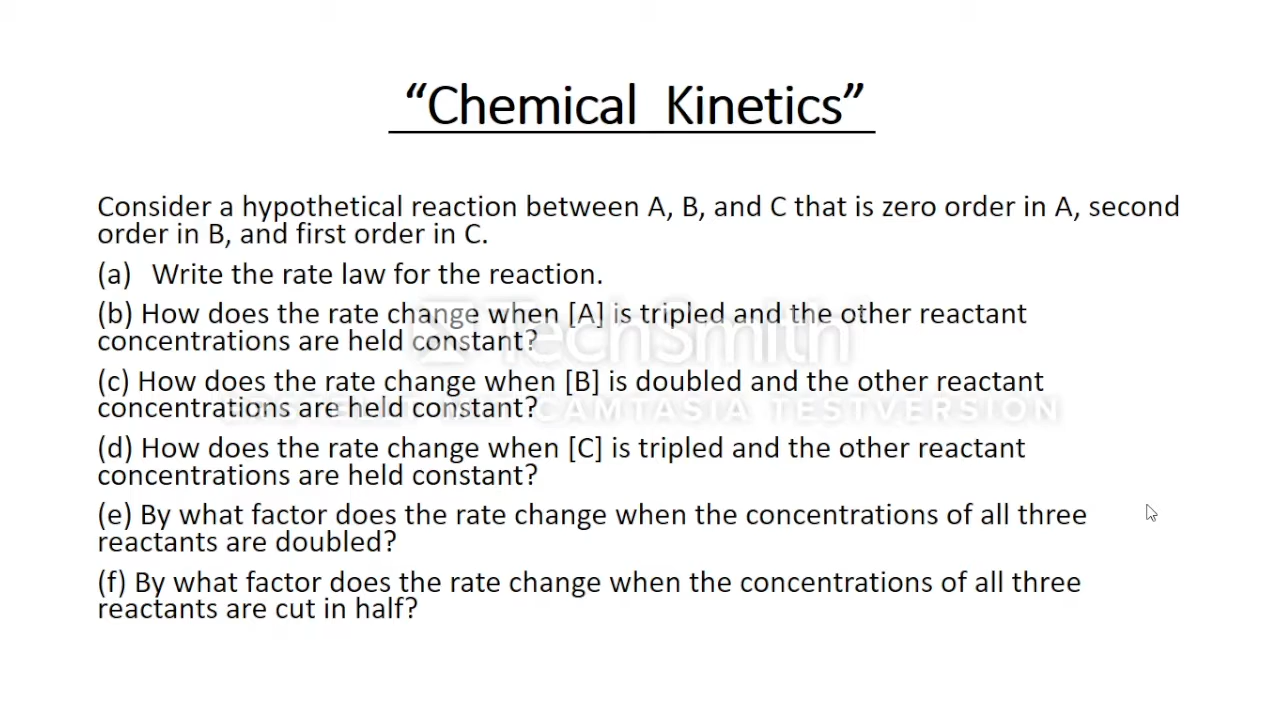 “Chemical Kinetics”
Consider a hypothetical reaction between A, B, and C that is zero order in A, second
order in B, and first order in C.
(a) Write the rate law for the reaction.
(b) How does the rate change when [A] is tripled and the other reactant
concentrations are held constant?
TechSmith
(c) How does the rate change when [B] is doubled and the other reactant
concentrations are held constant?
CAMTASIA TESTVERSION
(d) How does the rate change when [C] is tripled and the other reactant
concentrations are held constant?
(e) By what factor does the rate change when the concentrations of all three
reactants are doubled?
(f) By what factor does the rate change when the concentrations of all three
reactants are cut in half?